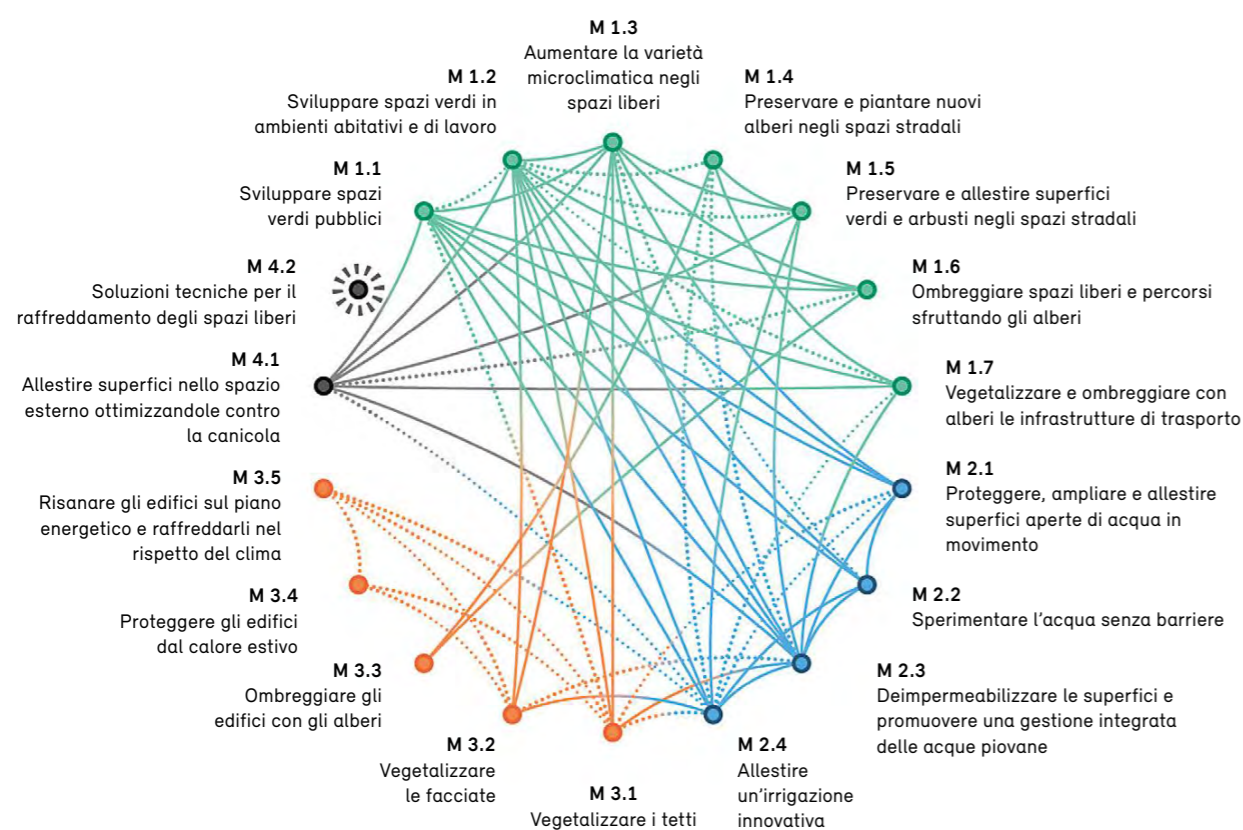 M 1.3
Aumentare la varietà
microclimatica negli
spazi liberi
M 1.2
Sviluppare spazi verdi in
ambienti abitativi e di lavoro
M 1.4
Preservare e piantare nuovi
alberi negli spazi stradali
M 1.1
Sviluppare spazi
verdi pubblici
M 1.5
Preservare e allestire superfici
verdi e arbusti negli spazi stradali
M 4.2
Soluzioni tecniche per il
raffreddamento degli spazi liberi
M 1.6
Ombreggiare spazi liberi e percorsi
sfruttando gli alberi
M 4.1
Allestire superfici nello spazio
esterno ottimizzandole contro
la canicola
M 1.7
Vegetalizzare e ombreggiare con
alberi le infrastrutture di trasporto
M 3.5
Risanare gli edifici sul piano
energetico e raffreddarli nel
rispetto del clima
M 2.1
Proteggere, ampliare e allestire
superfici aperte di acqua in
movimento
M 3.4
Proteggere gli edifici
dal calore estivo
M 2.2
Sperimentare l'acqua senza barriere
M 3.3
Ombreggiare gli
edifici con gli alberi
M 2.3
Deimpermeabilizzare le superfici e
promuovere una gestione integrata
delle acque piovane
M 3.2
Vegetalizzare
le facciate
M 3.1
Vegetalizzare i tetti
M 2.4
Allestire
un'irrigazione
innovativa